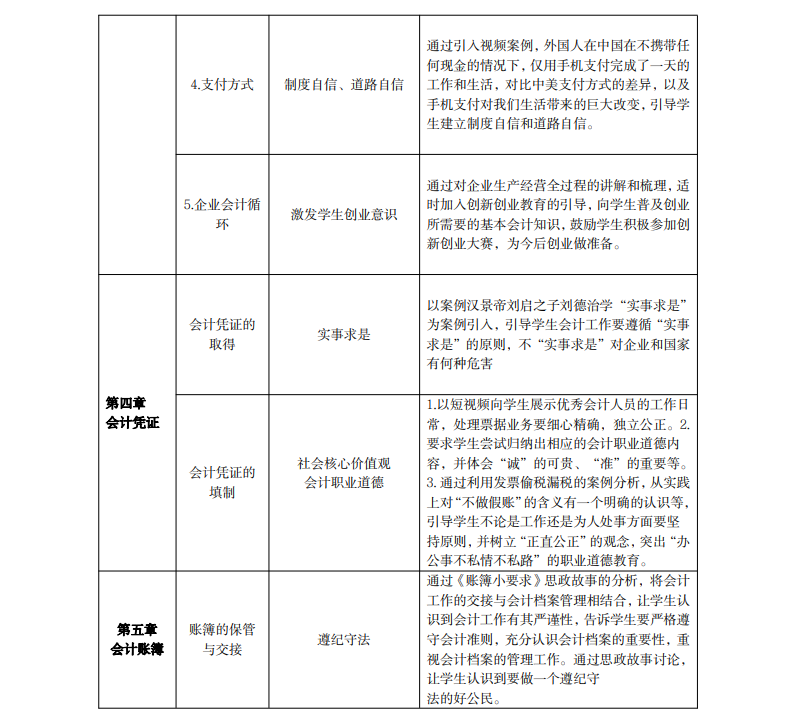 4.支付方式
制度自信、道路自信
通过引入视频案例，外国人在中国在不携带任
何现金的情况下，仅用手机支付完成了一天的
工作和生活，对比中美支付方式的差异，以及
手机支付对我们生活带来的巨大改变，引导学
生建立制度自信和道路自信。
5.企业会计循
环
激发学生创业意识
通过对企业生产经营全过程的讲解和梳理，适
时加入创新创业教育的引导，向学生普及创业
所需要的基本会计知识，鼓励学生积极参加创
新创业大赛，为今后创业做准备。
第四章
会计凭证
会计凭证的
取得
实事求是
以案例汉景帝刘启之子刘德治学“实事求是”
为案例引入，引导学生会计工作要遵循“实事
求是”的原则，不“实事求是”对企业和国家
有何种危害
会计凭证的
填制
社会核心价值观
会计职业道德
1.以短视频向学生展示优秀会计人员的工作日
常，处理票据业务要细心精确，独立公正。2.
要求学生尝试归纳出相应的会计职业道德内
容，并体会“诚”的可贵、“准”的重要等。
3.通过利用发票偷税漏税的案例分析，从实践
上对“不做假账”的含义有一个明确的认识等，
引导学生不论是工作还是为人处事方面要坚
持原则，并树立“正直公正”的观念，突出“办
公事不私情不私路”的职业道德教育。
第五章
会计账簿
账簿的保管
与交接
遵纪守法
通过《账簿小要求》思政故事的分析，将会计
工作的交接与会计档案管理相结合，让学生认
识到会计工作有其严谨性，告诉学生要严格遵
守会计准则，充分认识会计档案的重要性，重
视会计档案的管理工作。通过思政故事讨论，
让学生认识到要做一个遵纪守
法的好公民。